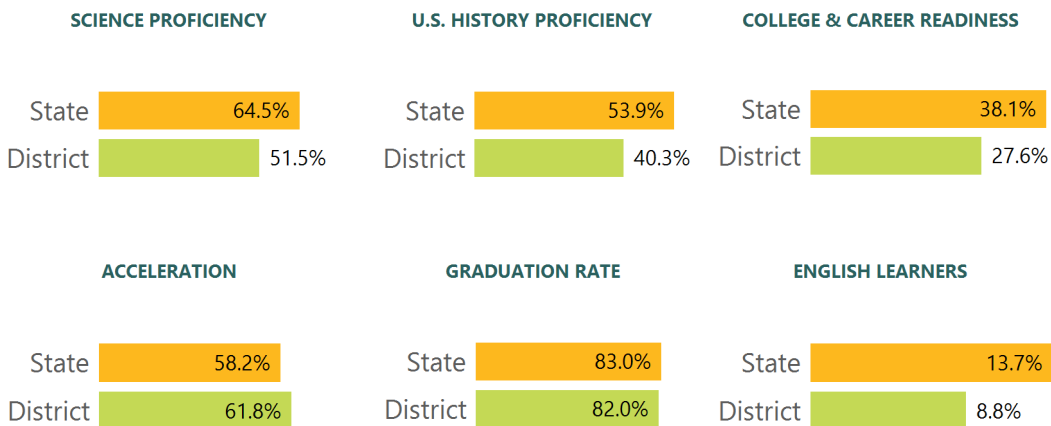 SCIENCE PROFICIENCY
State 64.5%
District 51.5%
U.S. HISTORY PROFICIENCY
State 53.9%
District 40.3%
COLLEGE & CAREER READINESS
State 38.1%
District 27.6%
ACCELERATION
State 58.2%
District 61.8%
GRADUATION RATE
State 83.0%
District 82.0%
ENGLISH LEARNERS
State 13.7%
District 8.8%